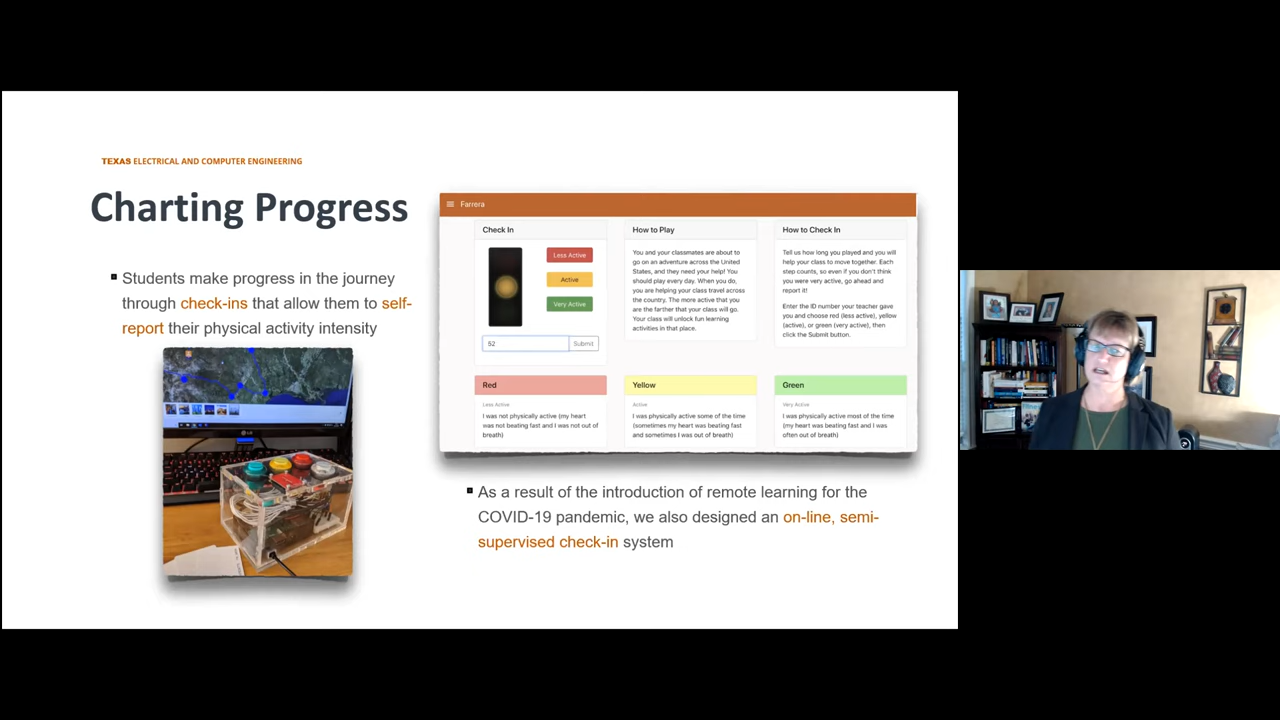 TEXAS ELECTRICAL AND COMPUTER ENGINEERING
Charting Progress
Students make progress in the journey
through check-ins that allow them to self-
report their physical activity intensity
Farrera
Check In
Less Active
Active
Very Active
52
Submit
How to Play
You and your classmates are about to
go on an adventure across the United
States, and they need your help! You
should play every day. When you do,
you are helping your class travel across
the country. The more active that you
are the farther that your class will go.
Your class will unlock fun learning
activities in that place.
How to Check In
Tell us how long you played and you will
help your class to move together. Each
step counts, so even if you don't think
you were very active, go ahead and
report it!
Enter the ID number your teacher gave
you and choose red (less active), yellow
(active), or green (very active), then
click the Submit button.
Red
Less Active
I was not physically active (my heart
was not beating fast and I was not out of
breath)
Yellow
Active
I was physically active some of the time
(sometimes my heart was beating fast
and sometimes I was out of breath)
Green
Very Active
I was physically active most of the time
(my heart was beating fast and I was
often out of breath)
As a result of the introduction of remote learning for the
COVID-19 pandemic, we also designed an on-line, semi-
supervised check-in system
LG